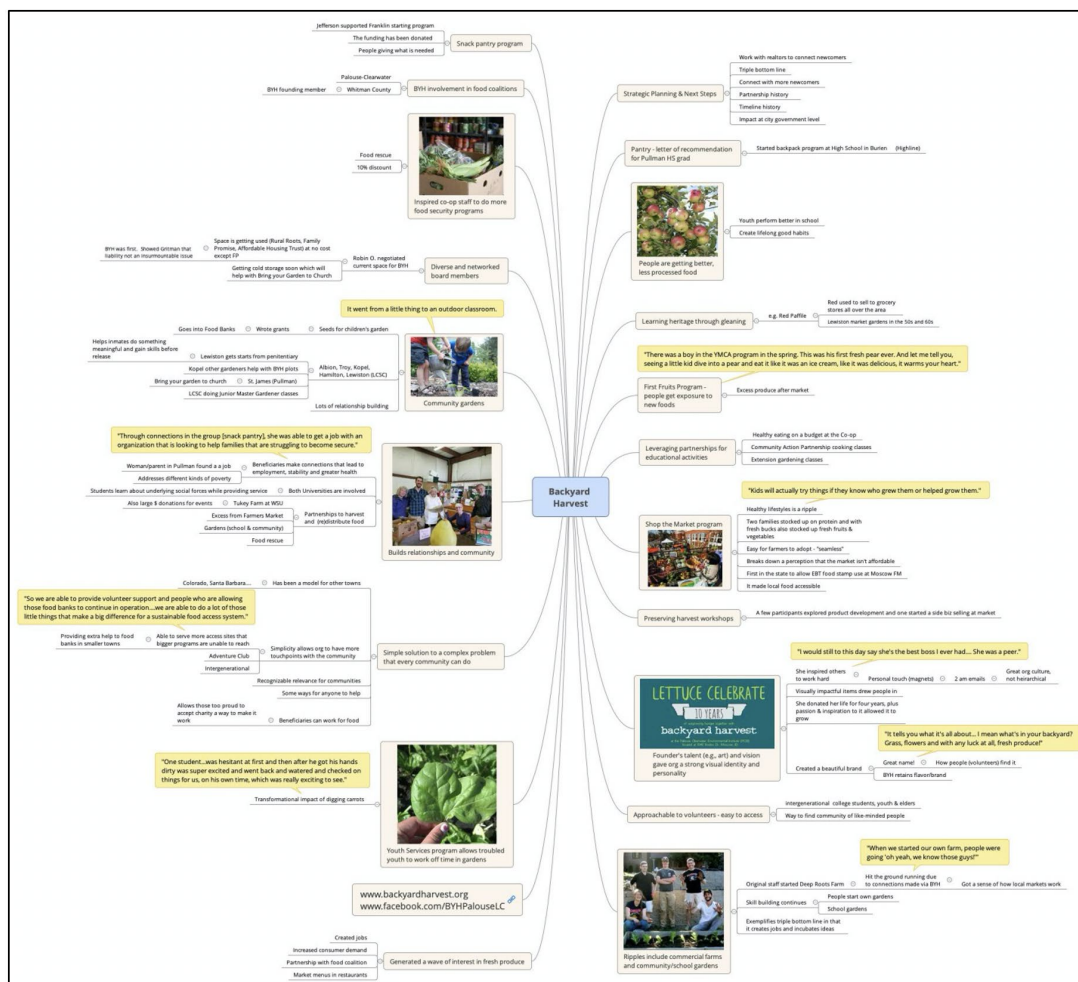 Jefferson supported Franklin starting program
The funding has been donated
People giving what is needed
Snack pantry program
Palouse-Clearwater
BYH founding member
Whitman County
BYH involvement in food coalitions
Food rescue
10% discount
Inspired co-op staff to do more
food security programs
BYH was first. Showed Gritman that
liability not an insurmountable issue
Space is getting used (Rural Roots, Family
Promise, Affordable Housing Trust) at no cost
except FP
Getting cold storage soon which will
help with Bring your Garden to Church
Robin O. negotiated
current space for BYH
Diverse and networked
board members
It went from a little thing to an outdoor classroom.
Goes into Food Banks
Wrote grants
Seeds for children's garden
Helps inmates do something
meaningful and gain skills before
release
Lewiston gets starts from penitentiary
Kopel other gardeners help with BYH plots
Bring your garden to church
St. James (Pullman)
LCSC doing Junior Master Gardener classes
Albion, Troy, Kopel,
Hamilton, Lewiston (LCSC)
Lots of relationship building
Community gardens
"Through connections in the group [snack pantry], she was able to get a job with an
organization that is looking to help families that are struggling to become secure."
Woman/parent in Pullman found a a job
Addresses different kinds of poverty
Beneficiaries make connections that lead to
employment, stability and greater health
Students learn about underlying social forces while providing service
Both Universities are involved
Also large $ donations for events
Tukey Farm at WSU
Excess from Farmers Market
Gardens (school & community)
Food rescue
Partnerships to harvest
and (re)distribute food
Builds relationships and community
Colorado, Santa Barbara...
Has been a model for other towns
"So we are able to provide volunteer support and people who are allowing
those food banks to continue in operation....we are able to do a lot of those
little things that make a big difference for a sustainable food access system."
Providing extra help to food
banks in smaller towns
Able to serve more access sites that
bigger programs are unable to reach
Adventure Club
Intergenerational
Simplicity allows org to have more
touchpoints with the community
Recognizable relevance for communities
Some ways for anyone to help
Allows those too proud to
accept charity a way to make it
work
Beneficiaries can work for food
Simple solution to a complex problem
that every community can do
"One student...was hesitant at first and then after he got his hands
dirty was super excited and went back and watered and checked on
things for us, on his own time, which was really exciting to see."
Transformational impact of digging carrots
Youth Services program allows troubled
youth to work off time in gardens
www.backyardharvest.org
www.facebook.com/BYHPalouseLC
Created jobs
Increased consumer demand
Partnership with food coalition
Market menus in restaurants
Generated a wave of interest in fresh produce
Backyard
Harvest
Strategic Planning & Next Steps
Work with realtors to connect newcomers
Triple bottom line
Connect with more newcomers
Partnership history
Timeline history
Impact at city government level
Pantry - letter of recommendation
for Pullman HS grad
Started backpack program at High School in Burien (Highline)
People are getting better,
less processed food
Youth perform better in school
Create lifelong good habits
Learning heritage through gleaning
e.g. Red Paffile
Red used to sell to grocery
stores all over the area
Lewiston market gardens in the 50s and 60s
"There was a boy in the YMCA program in the spring. This was his first fresh pear ever. And let me tell you,
seeing a little kid dive into a pear and eat it like it was an ice cream, like it was delicious, it warms your heart."
First Fruits Program -
people get exposure to
new foods
Excess produce after market
Leveraging partnerships for
educational activities
Healthy eating on a budget at the Co-op
Community Action Partnership cooking classes
Extension gardening classes
"Kids will actually try things if they know who grew them or helped grow them."
Shop the Market program
Healthy lifestyles is a ripple
Two families stocked up on protein and with
fresh bucks also stocked up fresh fruits &
vegetables
Easy for farmers to adopt - "seamless"
Breaks down a perception that the market isn't affordable
First in the state to allow EBT food stamp use at Moscow FM
It made local food accessible
Preserving harvest workshops
A few participants explored product development and one started a side biz selling at market
"I would still to this day say she's the best boss I ever had.... She was a peer."
She inspired others
to work hard
Personal touch (magnets)
2 am emails
Great org culture,
not heirarchical
Visually impactful items drew people in
She donated her life for four years, plus
passion & inspiration to it allowed it to
grow
"It tells you what it's all about... I mean what's in your backyard?
Grass, flowers and with any luck at all, fresh produce!"
Created a beautiful brand
Great name!
How people (volunteers) find it
BYH retains flavor/brand
LETTUCE CELEBRATE
10 YEARS
backyard harvest
Founder's talent (e.g., art) and vision
gave org a strong visual identity and
personality
Approachable to volunteers - easy to access
Intergenerational college students, youth & elders
Way to find community of like-minded people
"When we started our own farm, people were
going 'oh yeah, we know those guys!'"
Original staff started Deep Roots Farm
Hit the ground running due
to connections made via BYH
Got a sense of how local markets work
Skill building continues
People start own gardens
School gardens
Exemplifies triple bottom line in that
it creates jobs and incubates ideas
Ripples include commercial farms
and community/school gardens